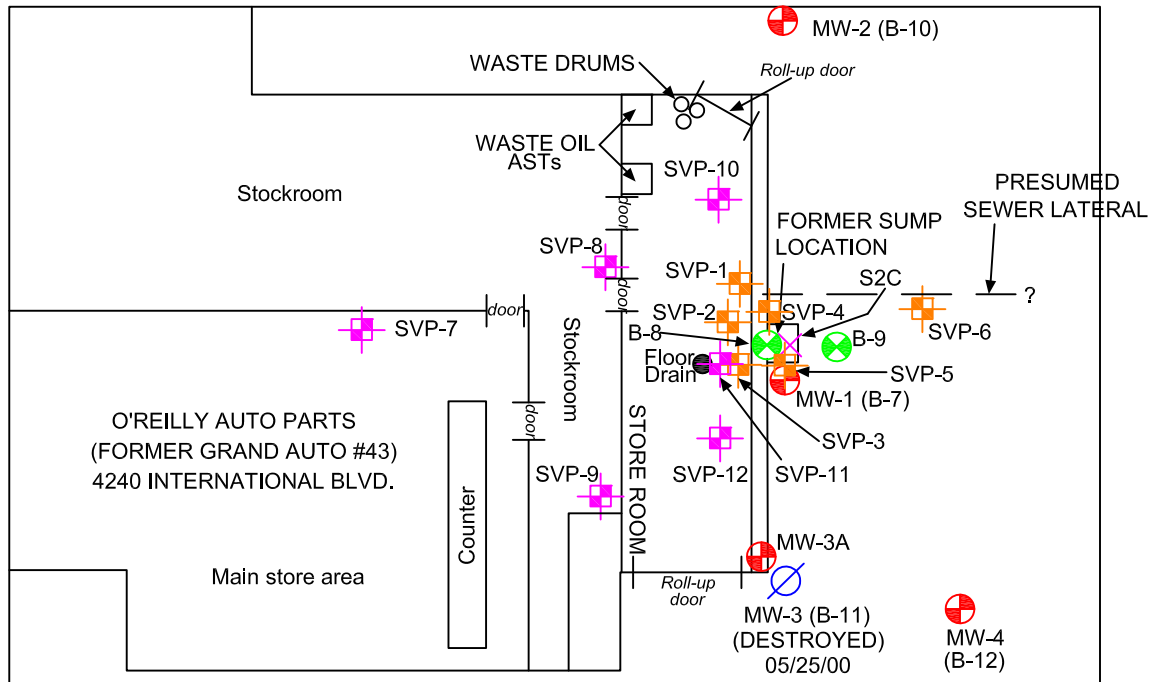 MW-2 (B-10)
WASTE DRUMS
Roll-up door
WASTE OIL
ASTs
SVP-10
Stockroom
door
PRESUMED
SEWER LATERAL
FORMER SUMP
LOCATION
SVP-8
SVP-1
S2C
door
?
door
SVP-7
SVP-2
SVP-4
SVP-6
B-8
B-9
Stockroom
Floor
Drain
SVP-5
MW-1 (B-7)
O'REILLY AUTO PARTS
(FORMER GRAND AUTO #43)
4240 INTERNATIONAL BLVD.
door
STORE ROOM
SVP-3
SVP-9
SVP-12
SVP-11
Counter
MW-3A
Main store area
Roll-up
door
MW-3 (B-11)
(DESTROYED)
05/25/00
MW-4
(B-12)